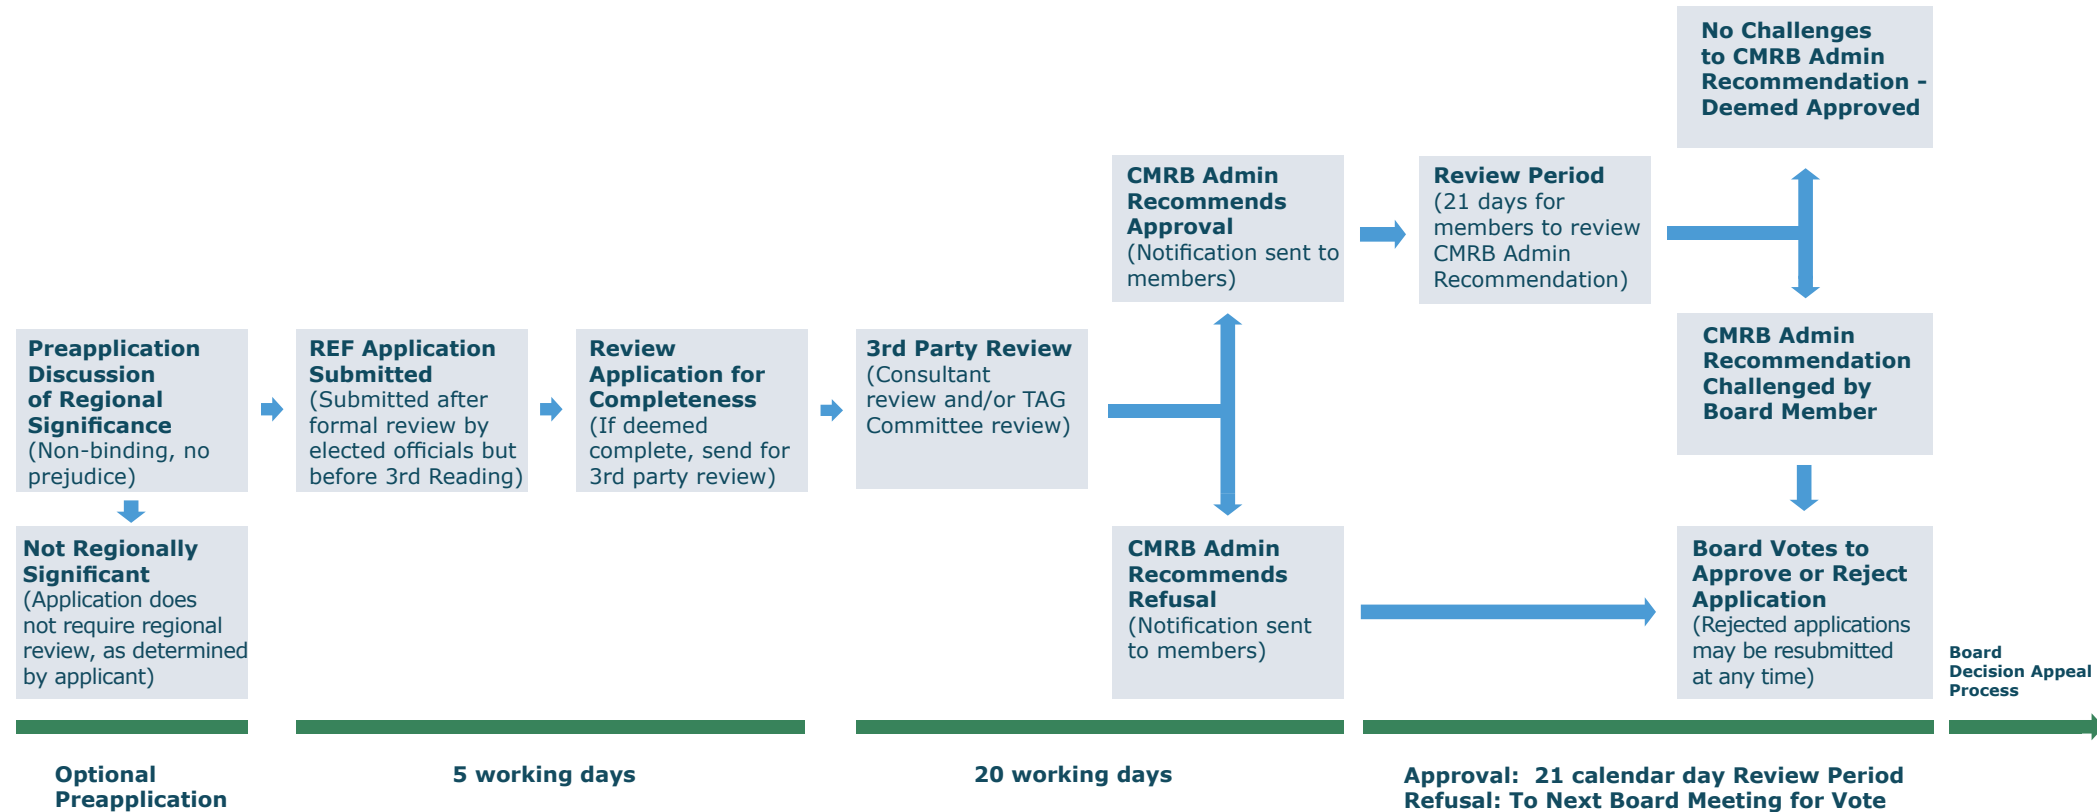 Preapplication
Discussion
of Regional
Significance
(Non-binding, no
prejudice)
Not Regionally
Significant
(Application does
not require regional
review, as determined
by applicant)
REF Application
Submitted
(Submitted after
formal review by
elected officials but
before 3rd Reading)
Review
Application for
Completeness
(If deemed
complete, send for
3rd party review)
3rd Party Review
(Consultant
review and/or TAG
Committee review)
CMRB Admin
Recommends
Approval
(Notification sent to
members)
CMRB Admin
Recommends
Refusal
(Notification sent
to members)
Review Period
(21 days for
members to review
CMRB Admin
Recommendation)
No Challenges
to CMRB Admin
Recommendation -
Deemed Approved
CMRB Admin
Recommendation
Challenged by
Board Member
Board Votes to
Approve or Reject
Application
(Rejected applications
may be resubmitted
at any time)
Board
Decision Appeal
Process
Optional
Preapplication
5 working days
20 working days
Approval:  21 calendar day Review Period
Refusal: To Next Board Meeting for Vote